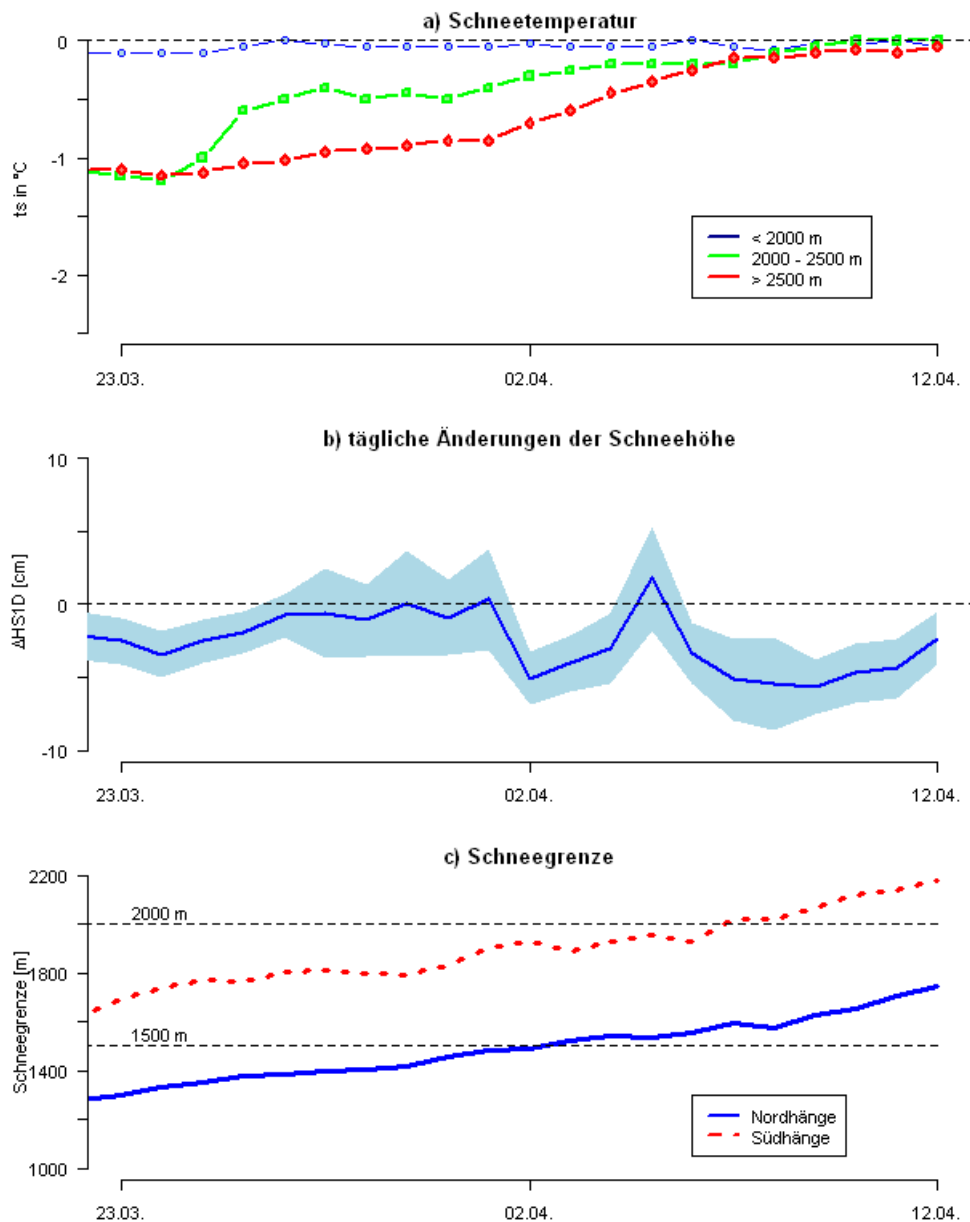 a) Schneetemperatur
0
-1
-2
ts in °C
< 2000 m
2000 - 2500 m
> 2500 m
23.03.
02.04.
12.04.
b) tägliche Änderungen der Schneehöhe
10
0
-10
ΔHS1D [cm]
23.03.
02.04.
12.04.
c) Schneegrenze
2200
1800
1400
1000
Schneegrenze [m]
2000 m
1500 m
Nordhänge
Südhänge
23.03.
02.04.
12.04.